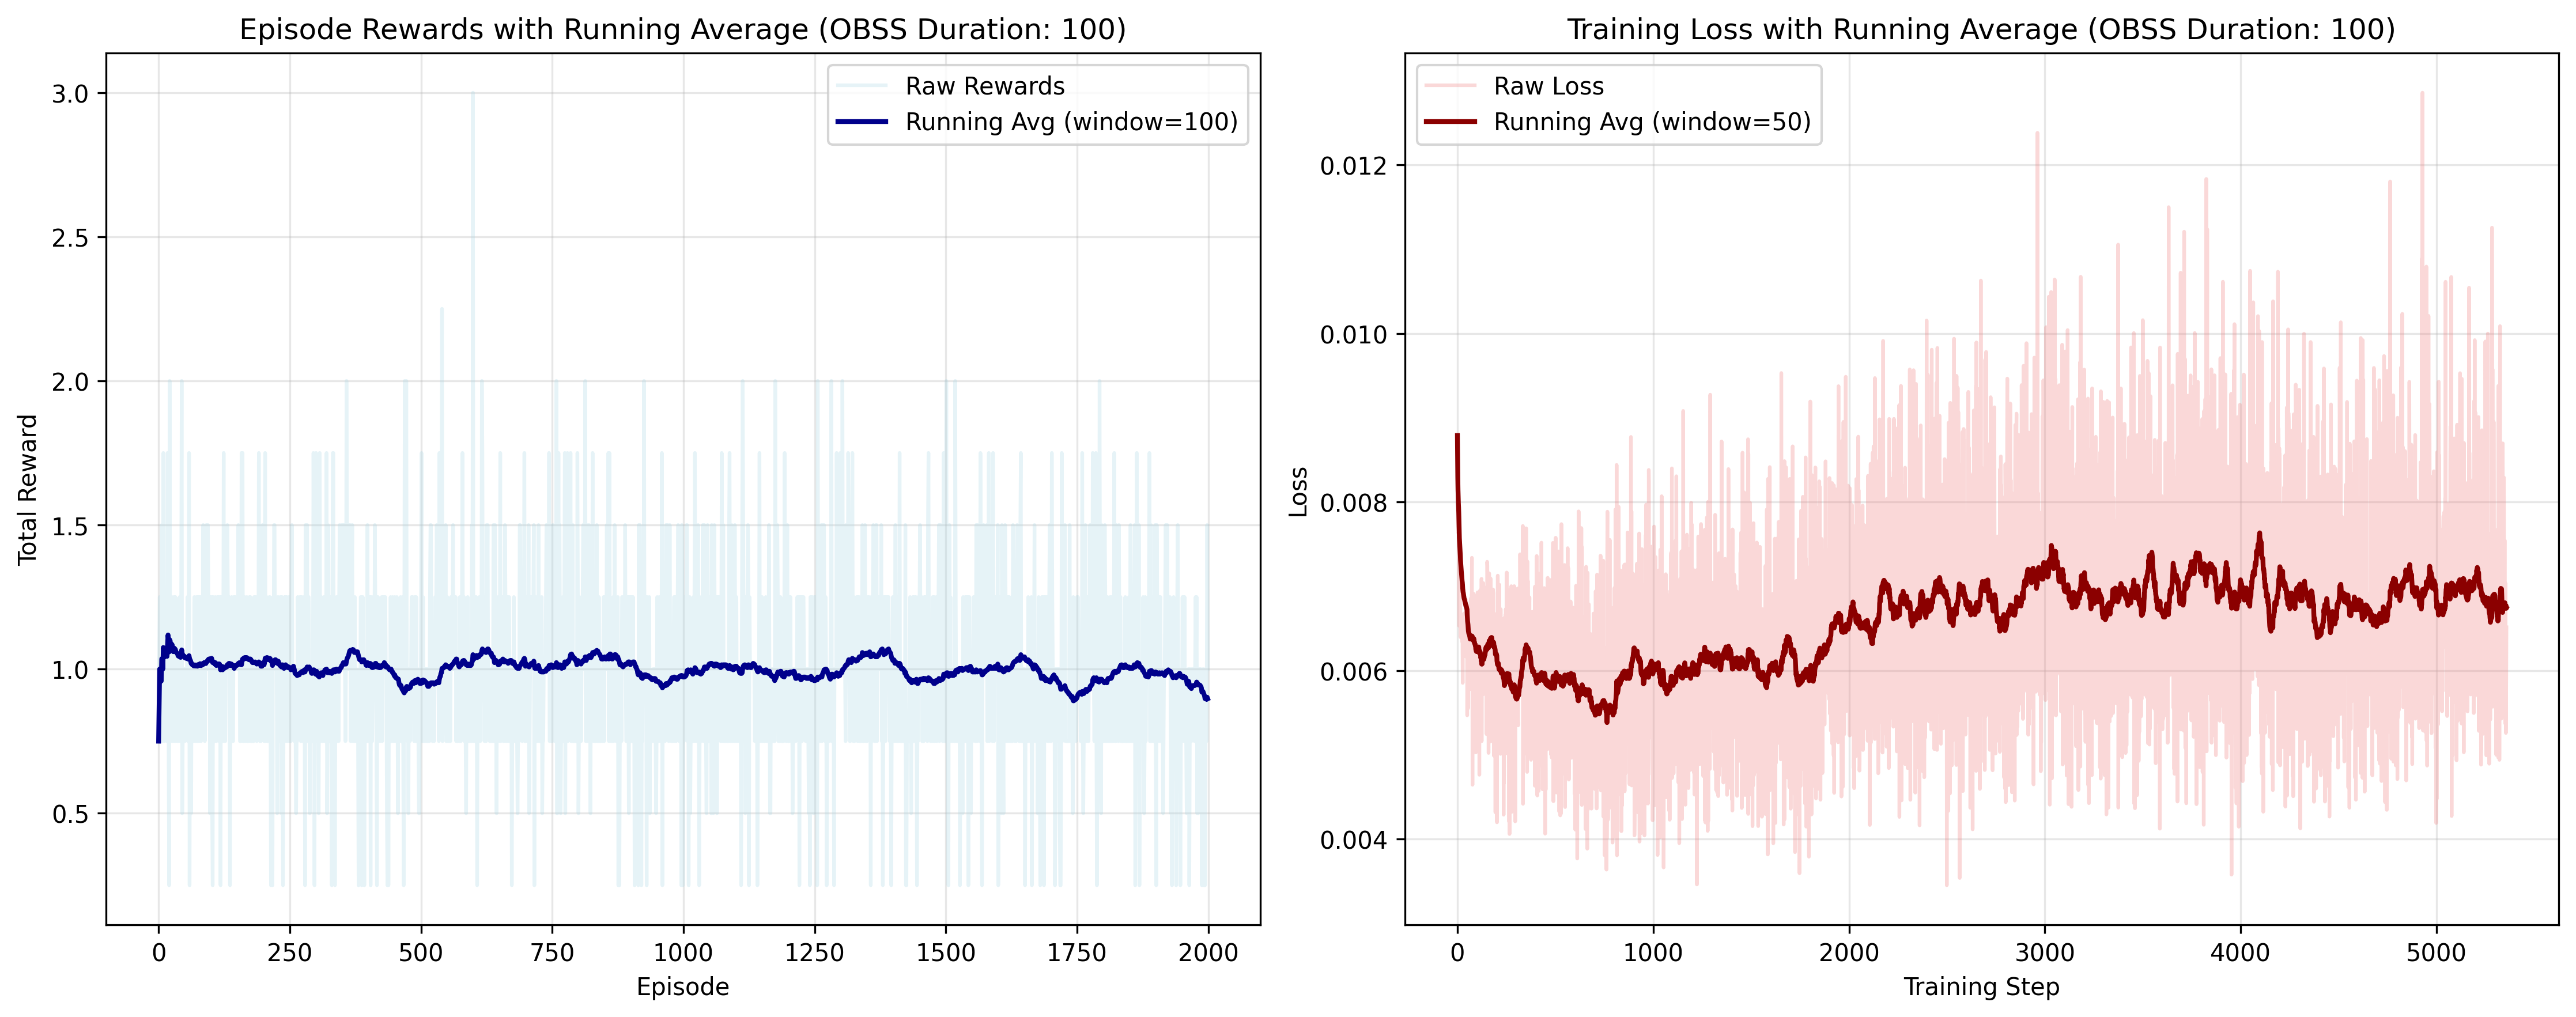 Episode Rewards with Running Average (OBSS Duration: 100)
Raw Rewards
Running Avg (window=100)
Total Reward
3.0
2.5
2.0
1.5
1.0
0.5
0 250 500 750 1000 1250 1500 1750 2000
Episode
Training Loss with Running Average (OBSS Duration: 100)
Raw Loss
Running Avg (window=50)
Loss
0.012
0.010
0.008
0.006
0.004
0 1000 2000 3000 4000 5000
Training Step